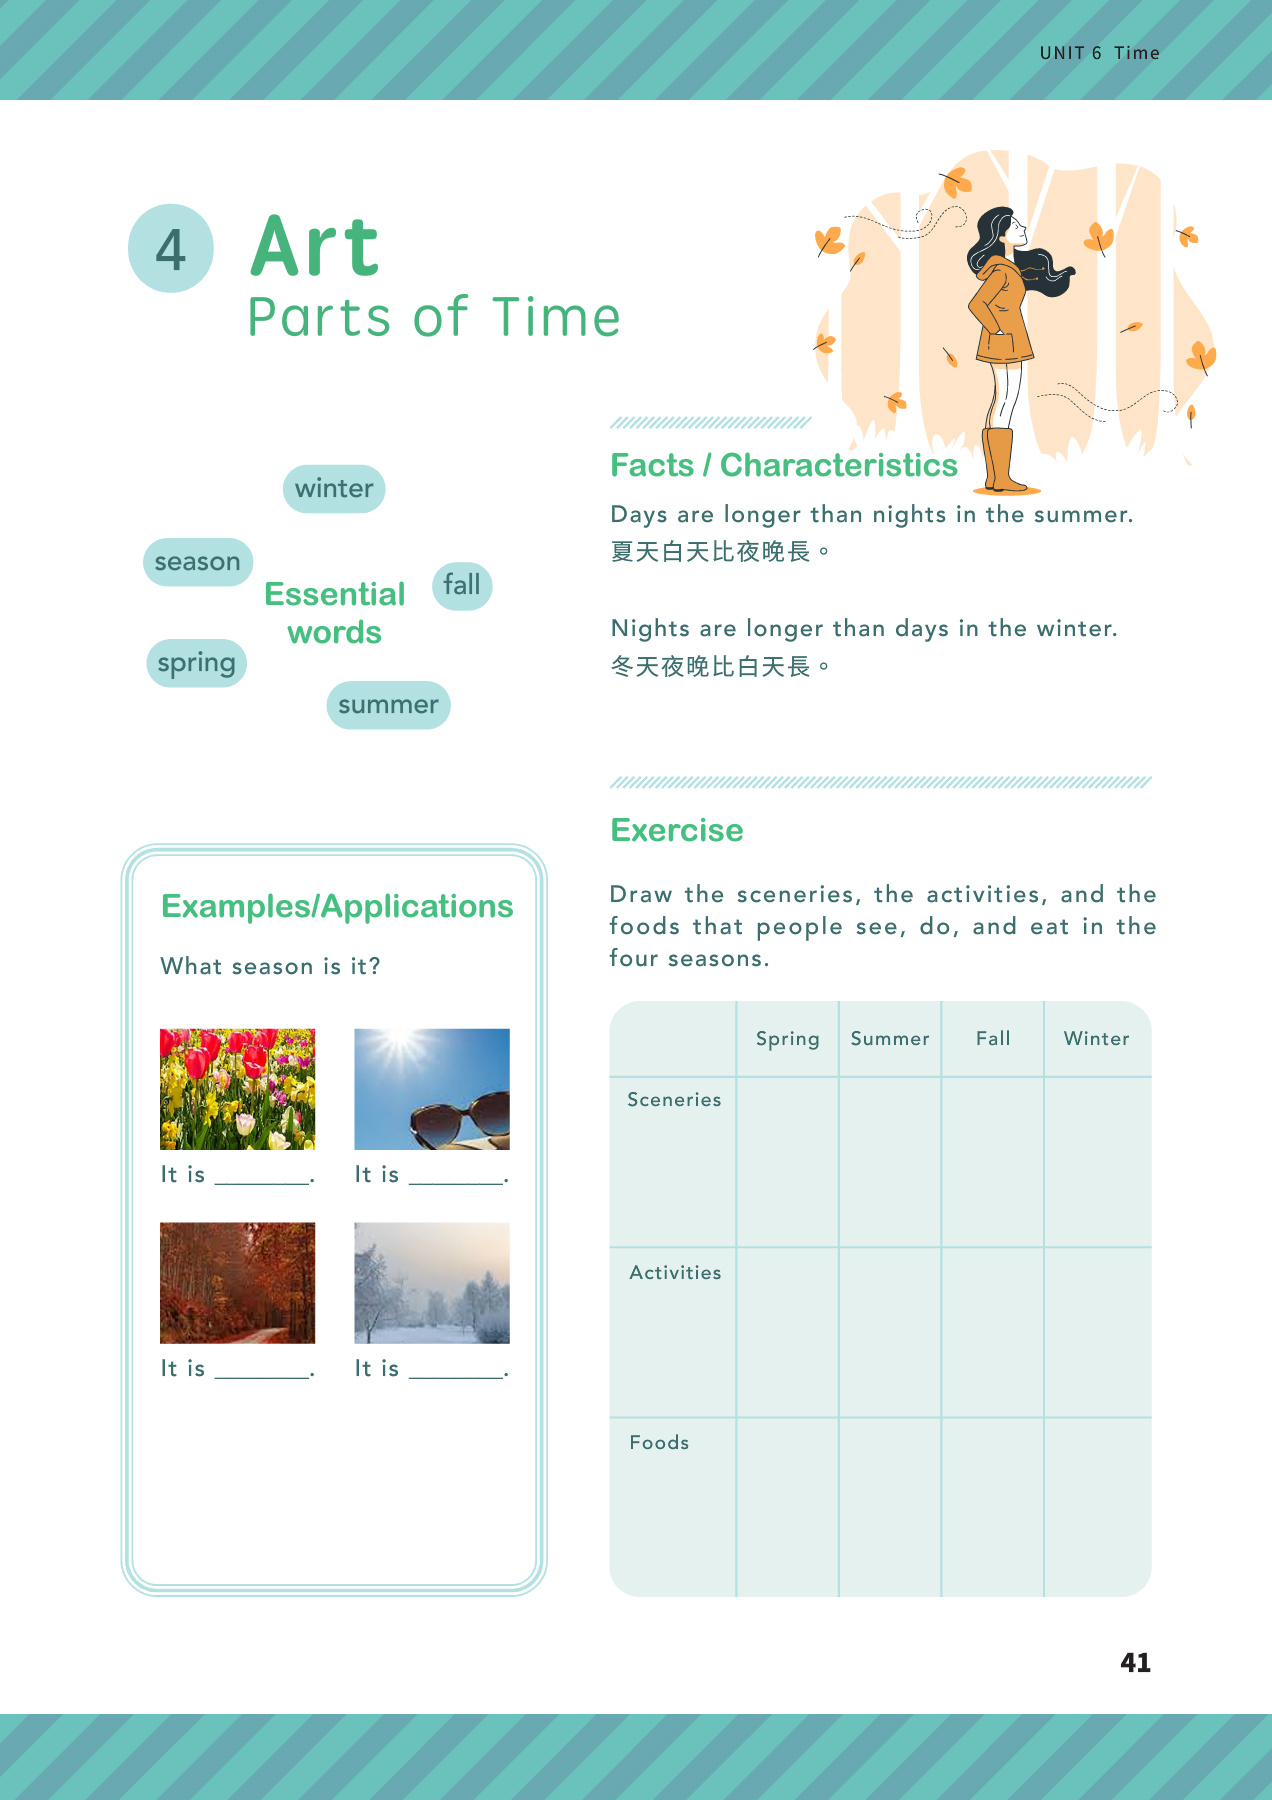 UNIT 6 Time
4
Art
Parts of Time
winter
season
fall
Essential
words
spring
summer
Facts / Characteristics
Days are longer than nights in the summer.
夏天白天比夜晚長。
Nights are longer than days in the winter.
冬天夜晚比白天長。
Exercise
Draw the sceneries, the activities, and the
foods that people see, do, and eat in the
four seasons.
Spring Summer Fall Winter
Sceneries
Activities
Foods
Examples/Applications
What season is it?
It is ________. It is ________.
It is ________. It is ________.
41